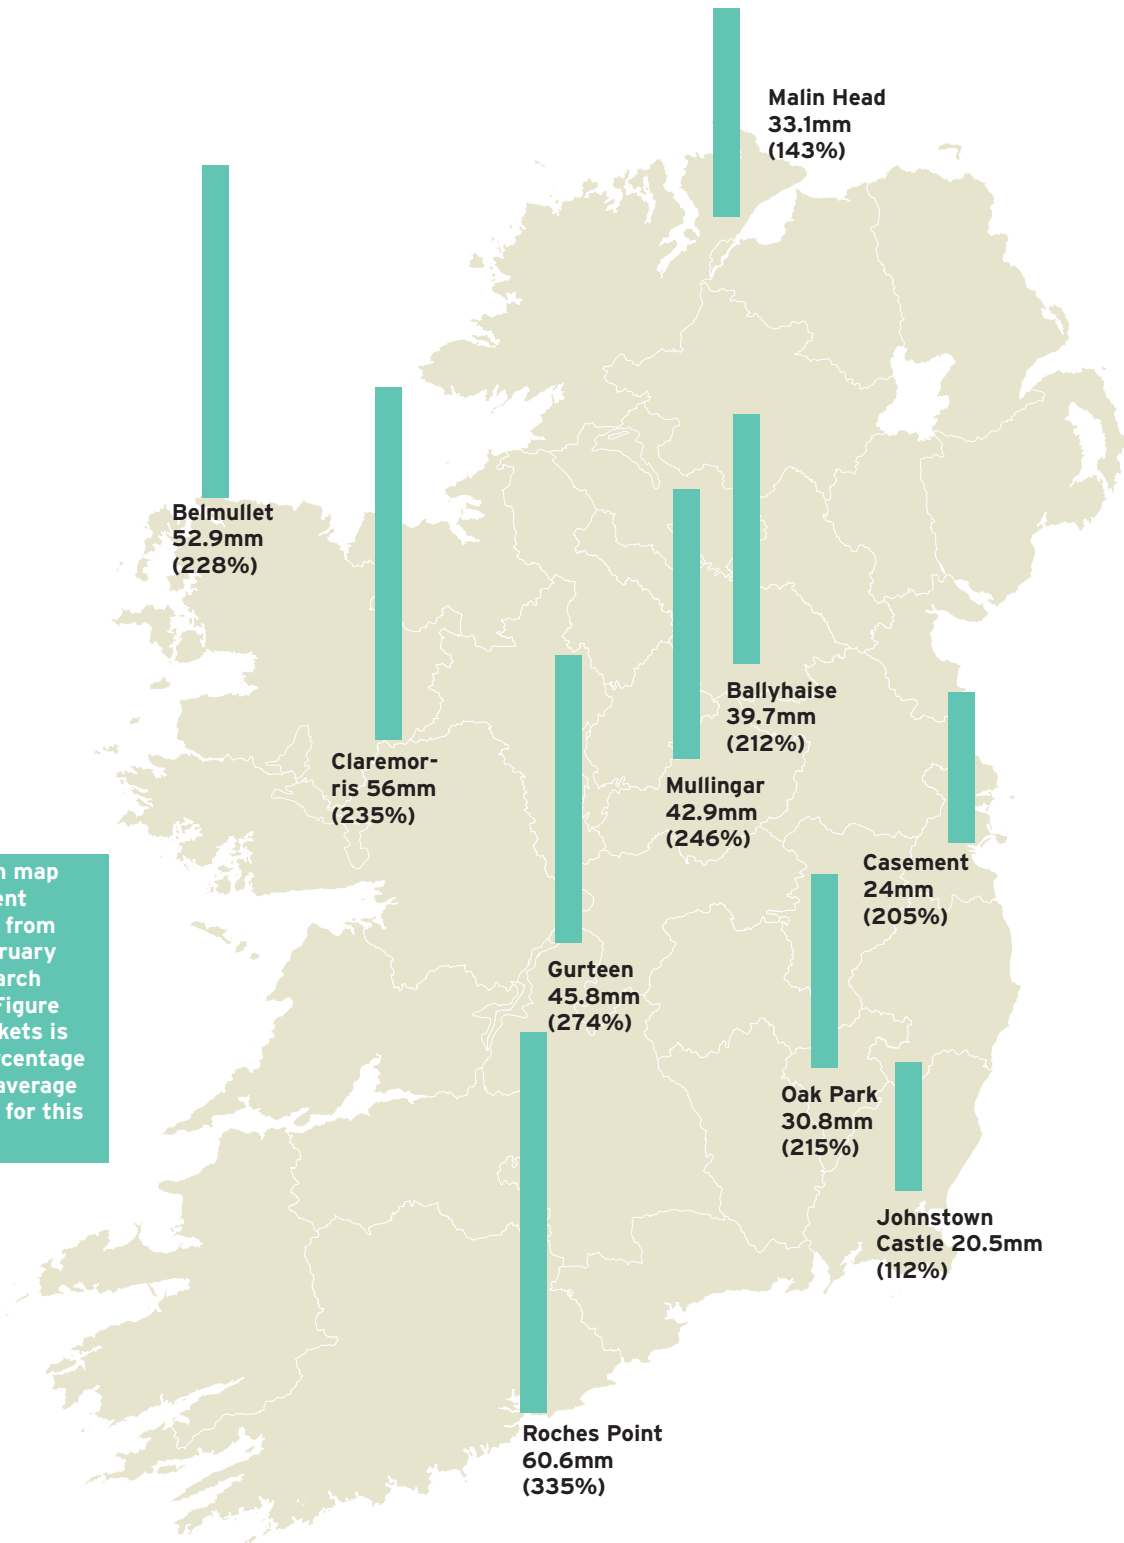 Malin Head
33.1mm
(143%)
Belmullet
52.9mm
(228%)
Claremor-
ris 56mm
(235%)
Ballyhaise
39.7mm
(212%)
Mullingar
42.9mm
(246%)
Casement
24mm
(205%)
Gurteen
45.8mm
(274%)
Oak Park
30.8mm
(215%)
Johnstown
Castle 20.5mm
(112%)
Roches Point
60.6mm
(335%)
map
from
is
average
for this